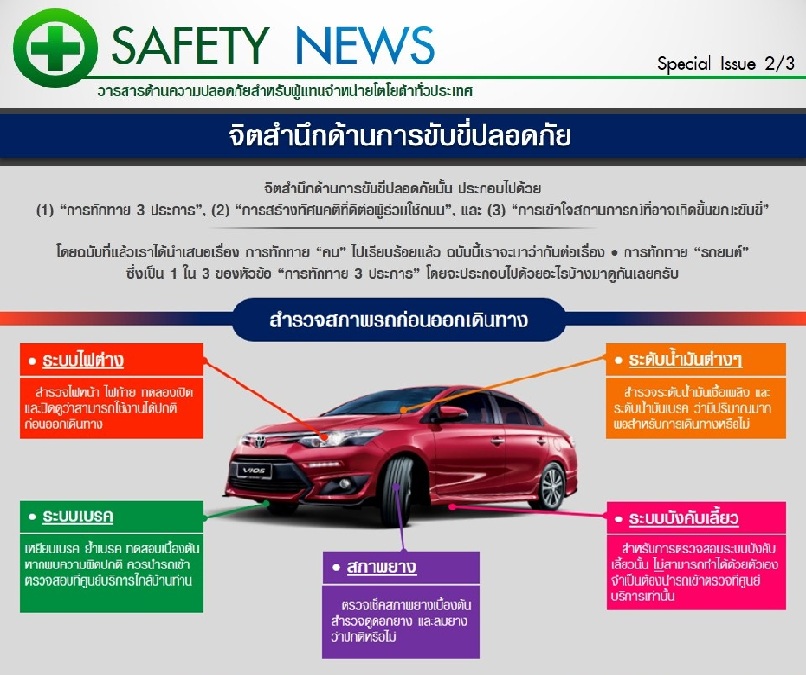 SAFETY NEWS
Special Issue 2/3
วารสารด้านความปลอดภัยสำหรับผู้แทนจำหน่ายโตโยต้าทั่วประเทศ
จิตสำนึกด้านการขับขี่ปลอดภัย
จิตสำนึกด้านการขับขี่ปลอดภัยนั้น ประกอบไปด้วย
(1) “การทักทาย 3 ประการ”, (2) “การสร้างทัศนคติที่ดีต่อผู้ร่วมใช้ถนน”, และ (3) “การเข้าใจสถานการณ์ที่อาจเกิดขึ้นขณะขับขี่”
โดยฉบับที่แล้วเราได้นำเสนอเรื่อง การทักทาย “คน” ไปเรียบร้อยแล้ว ฉบับนี้เราจะมาว่ากันต่อเรื่อง • การทักทาย “รถยนต์”
ซึ่งเป็น 1 ใน 3 ของหัวข้อ “การทักทาย 3 ประการ” โดยจะประกอบไปด้วยอะไรบ้างมาดูกันเลยครับ
สำรวจสภาพรถก่อนออกเดินทาง
• ระบบไฟต่าง
สำรวจไฟหน้า ไฟท้าย ทดลองเปิด
และปิดดูว่าสามารถใช้งานได้ปกติ
ก่อนออกเดินทาง
• ระดับน้ำมันต่างๆ
สำรวจระดับน้ำมันเชื้อเพลิง และ
ระดับน้ำมันเบรค ว่ามีปริมาณมาก
พอสำหรับการเดินทางหรือไม่
VIOS
• ระบบเบรค
เหยียบเบรค ย้ำเบรค ทดสอบเบื้องต้น
หากพบความผิดปกติ ควรนำรถเข้า
ตรวจสอบที่ศูนย์บริการใกล้บ้านท่าน
• สภาพยาง
ตรวจเช็คสภาพยางเบื้องต้น
สำรวจดูดอกยาง และลมยาง
ว่าปกติหรือไม่
• ระบบบังคับเลี้ยว
สำหรับการตรวจสอบระบบบังคับ
เลี้ยวนั้น ไม่สามารถทำได้ด้วยตัวเอง
จำเป็นต้องนำรถเข้าตรวจที่ศูนย์
บริการเท่านั้น